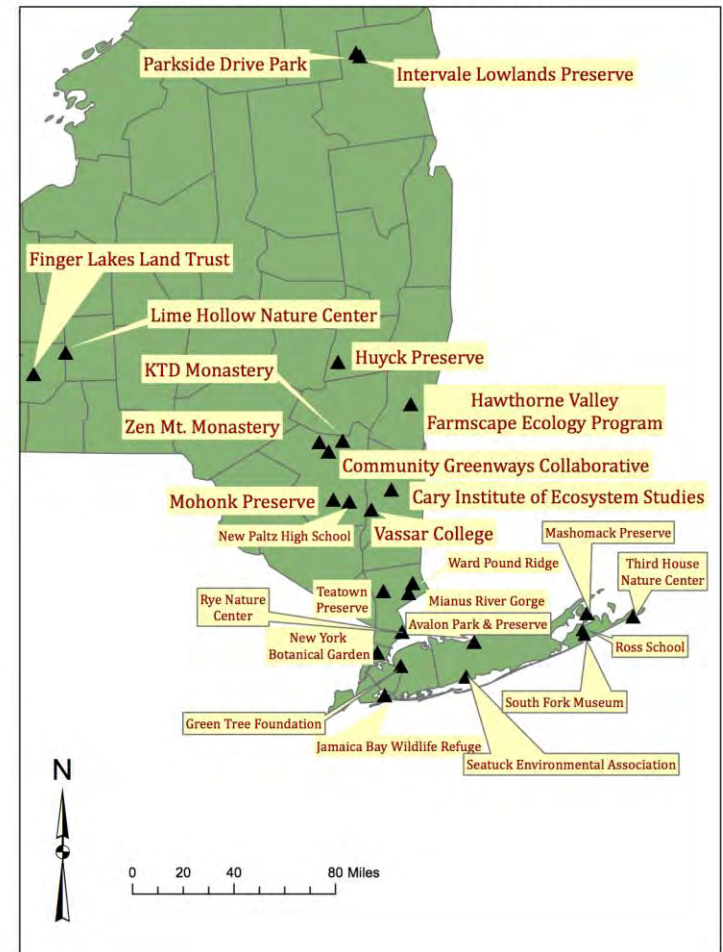 Parkside Drive Park
Intervale Lowlands Preserve
Finger Lakes Land Trust
Lime Hollow Nature Center
KTD Monastery
Huyck Preserve
Hawthorne Valley
Farmscape Ecology Program
Zen Mt. Monastery
Community Greenways Collaborative
Mohonk Preserve
Cary Institute of Ecosystem Studies
New Paltz High School
Vassar College
Mashomack Preserve
Ward Pound Ridge
Third House
Nature Center
Teatown
Preserve
Rye Nature
Center
Mianus River Gorge
Avalon Park & Preserve
New York
Botanical Garden
Ross School
South Fork Museum
Green Tree Foundation
Jamaica Bay Wildlife Refuge
Seatuck Environmental Association
N
0 20 40 80 Miles